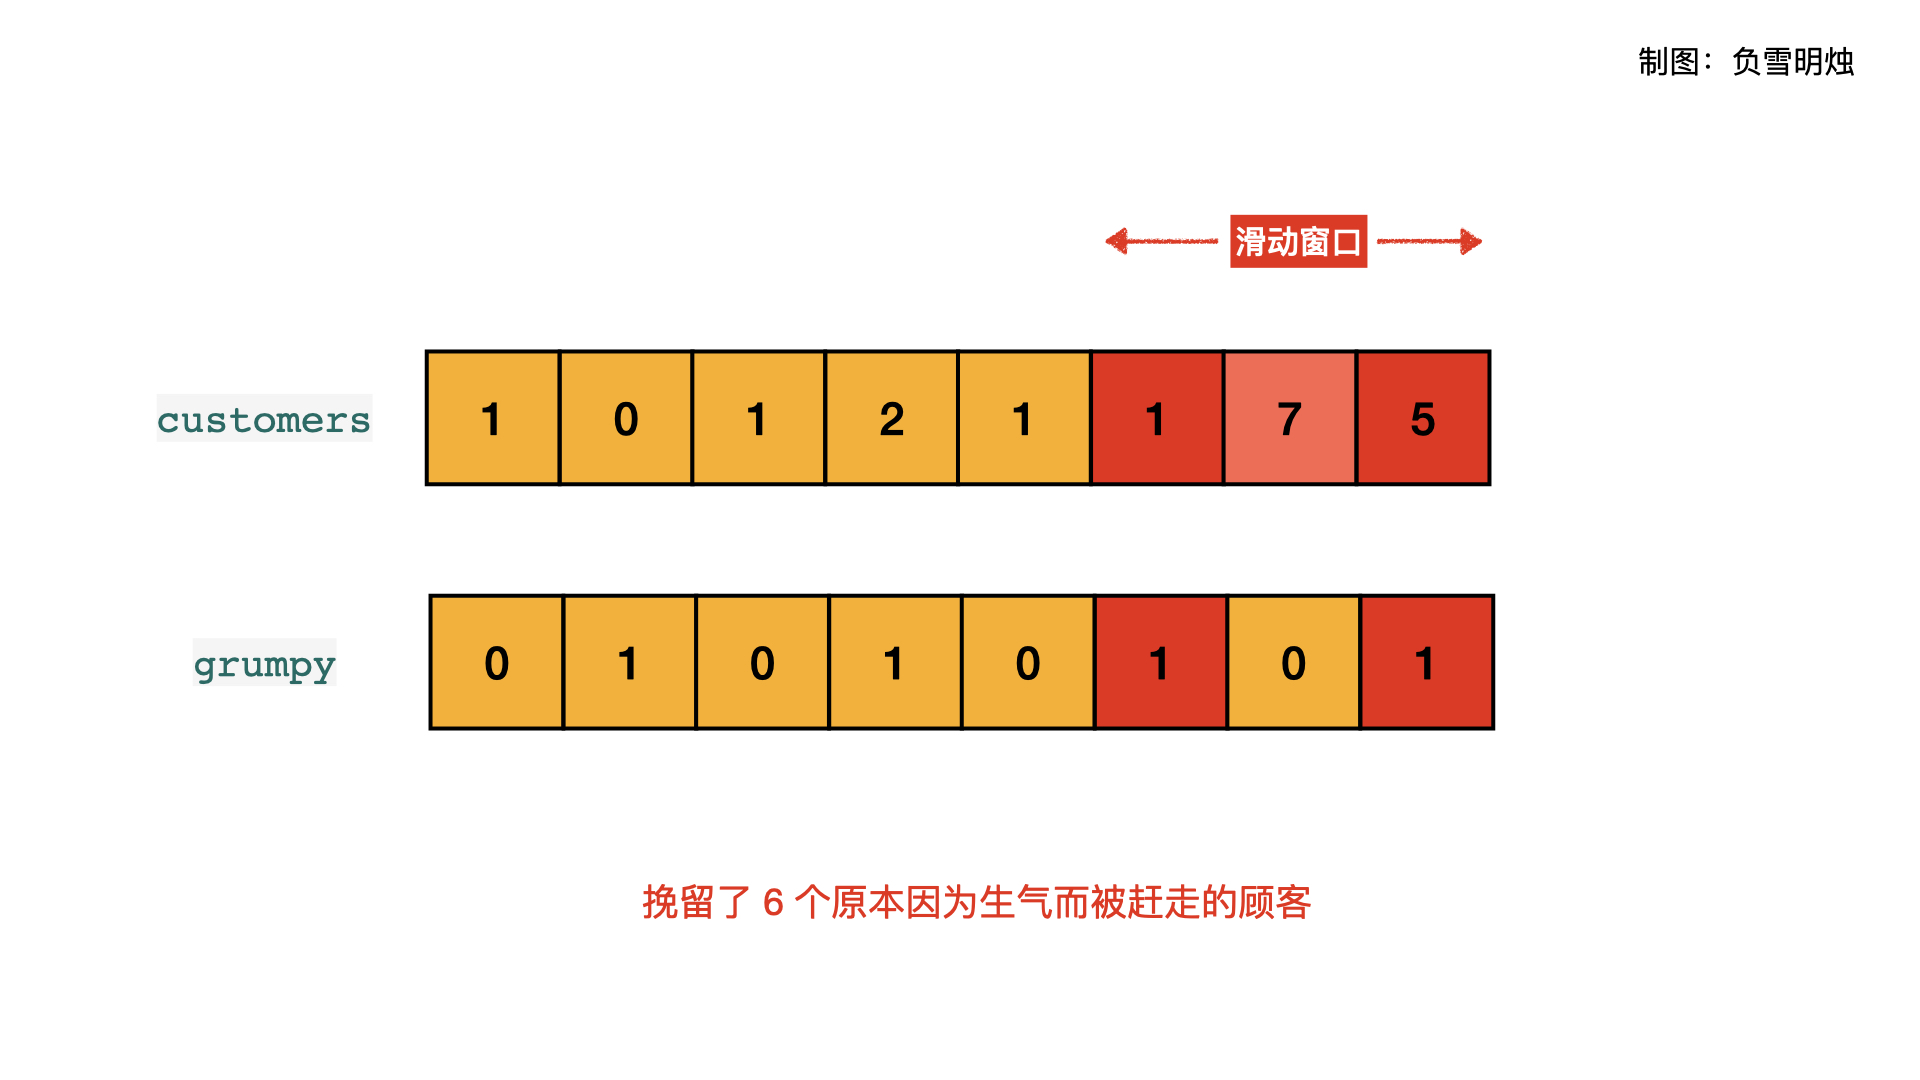 制图：负雪明烛
滑动窗口
customers 1 0 1 2 1 1 7 5
grumpy 0 1 0 1 0 1 0 1
挽留了 6 个原本因为生气而被赶走的顾客